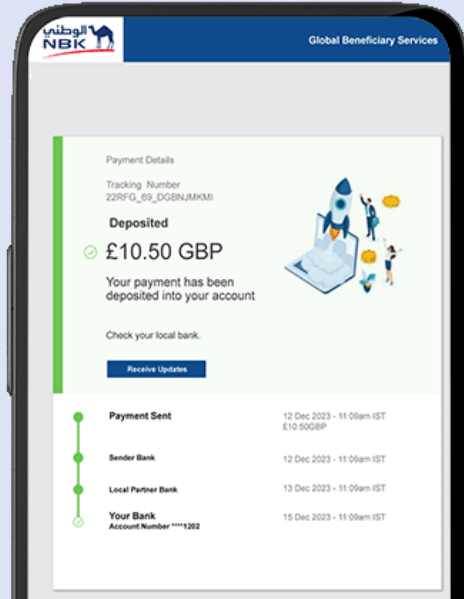 الوطني
NBK
Global Beneficiary Services
Payment Details
Tracking Number
22RFG_69_DGBNJMKMI
Deposited
£10.50 GBP
Your payment has been
deposited into your account
Check your local bank.
Receive Updates
Payment Sent
12 Dec 2023 - 11:09am IST
£10.50GBP
Sender Bank
12 Dec 2023 - 11:09am IST
Local Partner Bank
13 Dec 2023 - 11:09am IST
Your Bank
15 Dec 2023 - 11:09am IST
Account Number ****1202